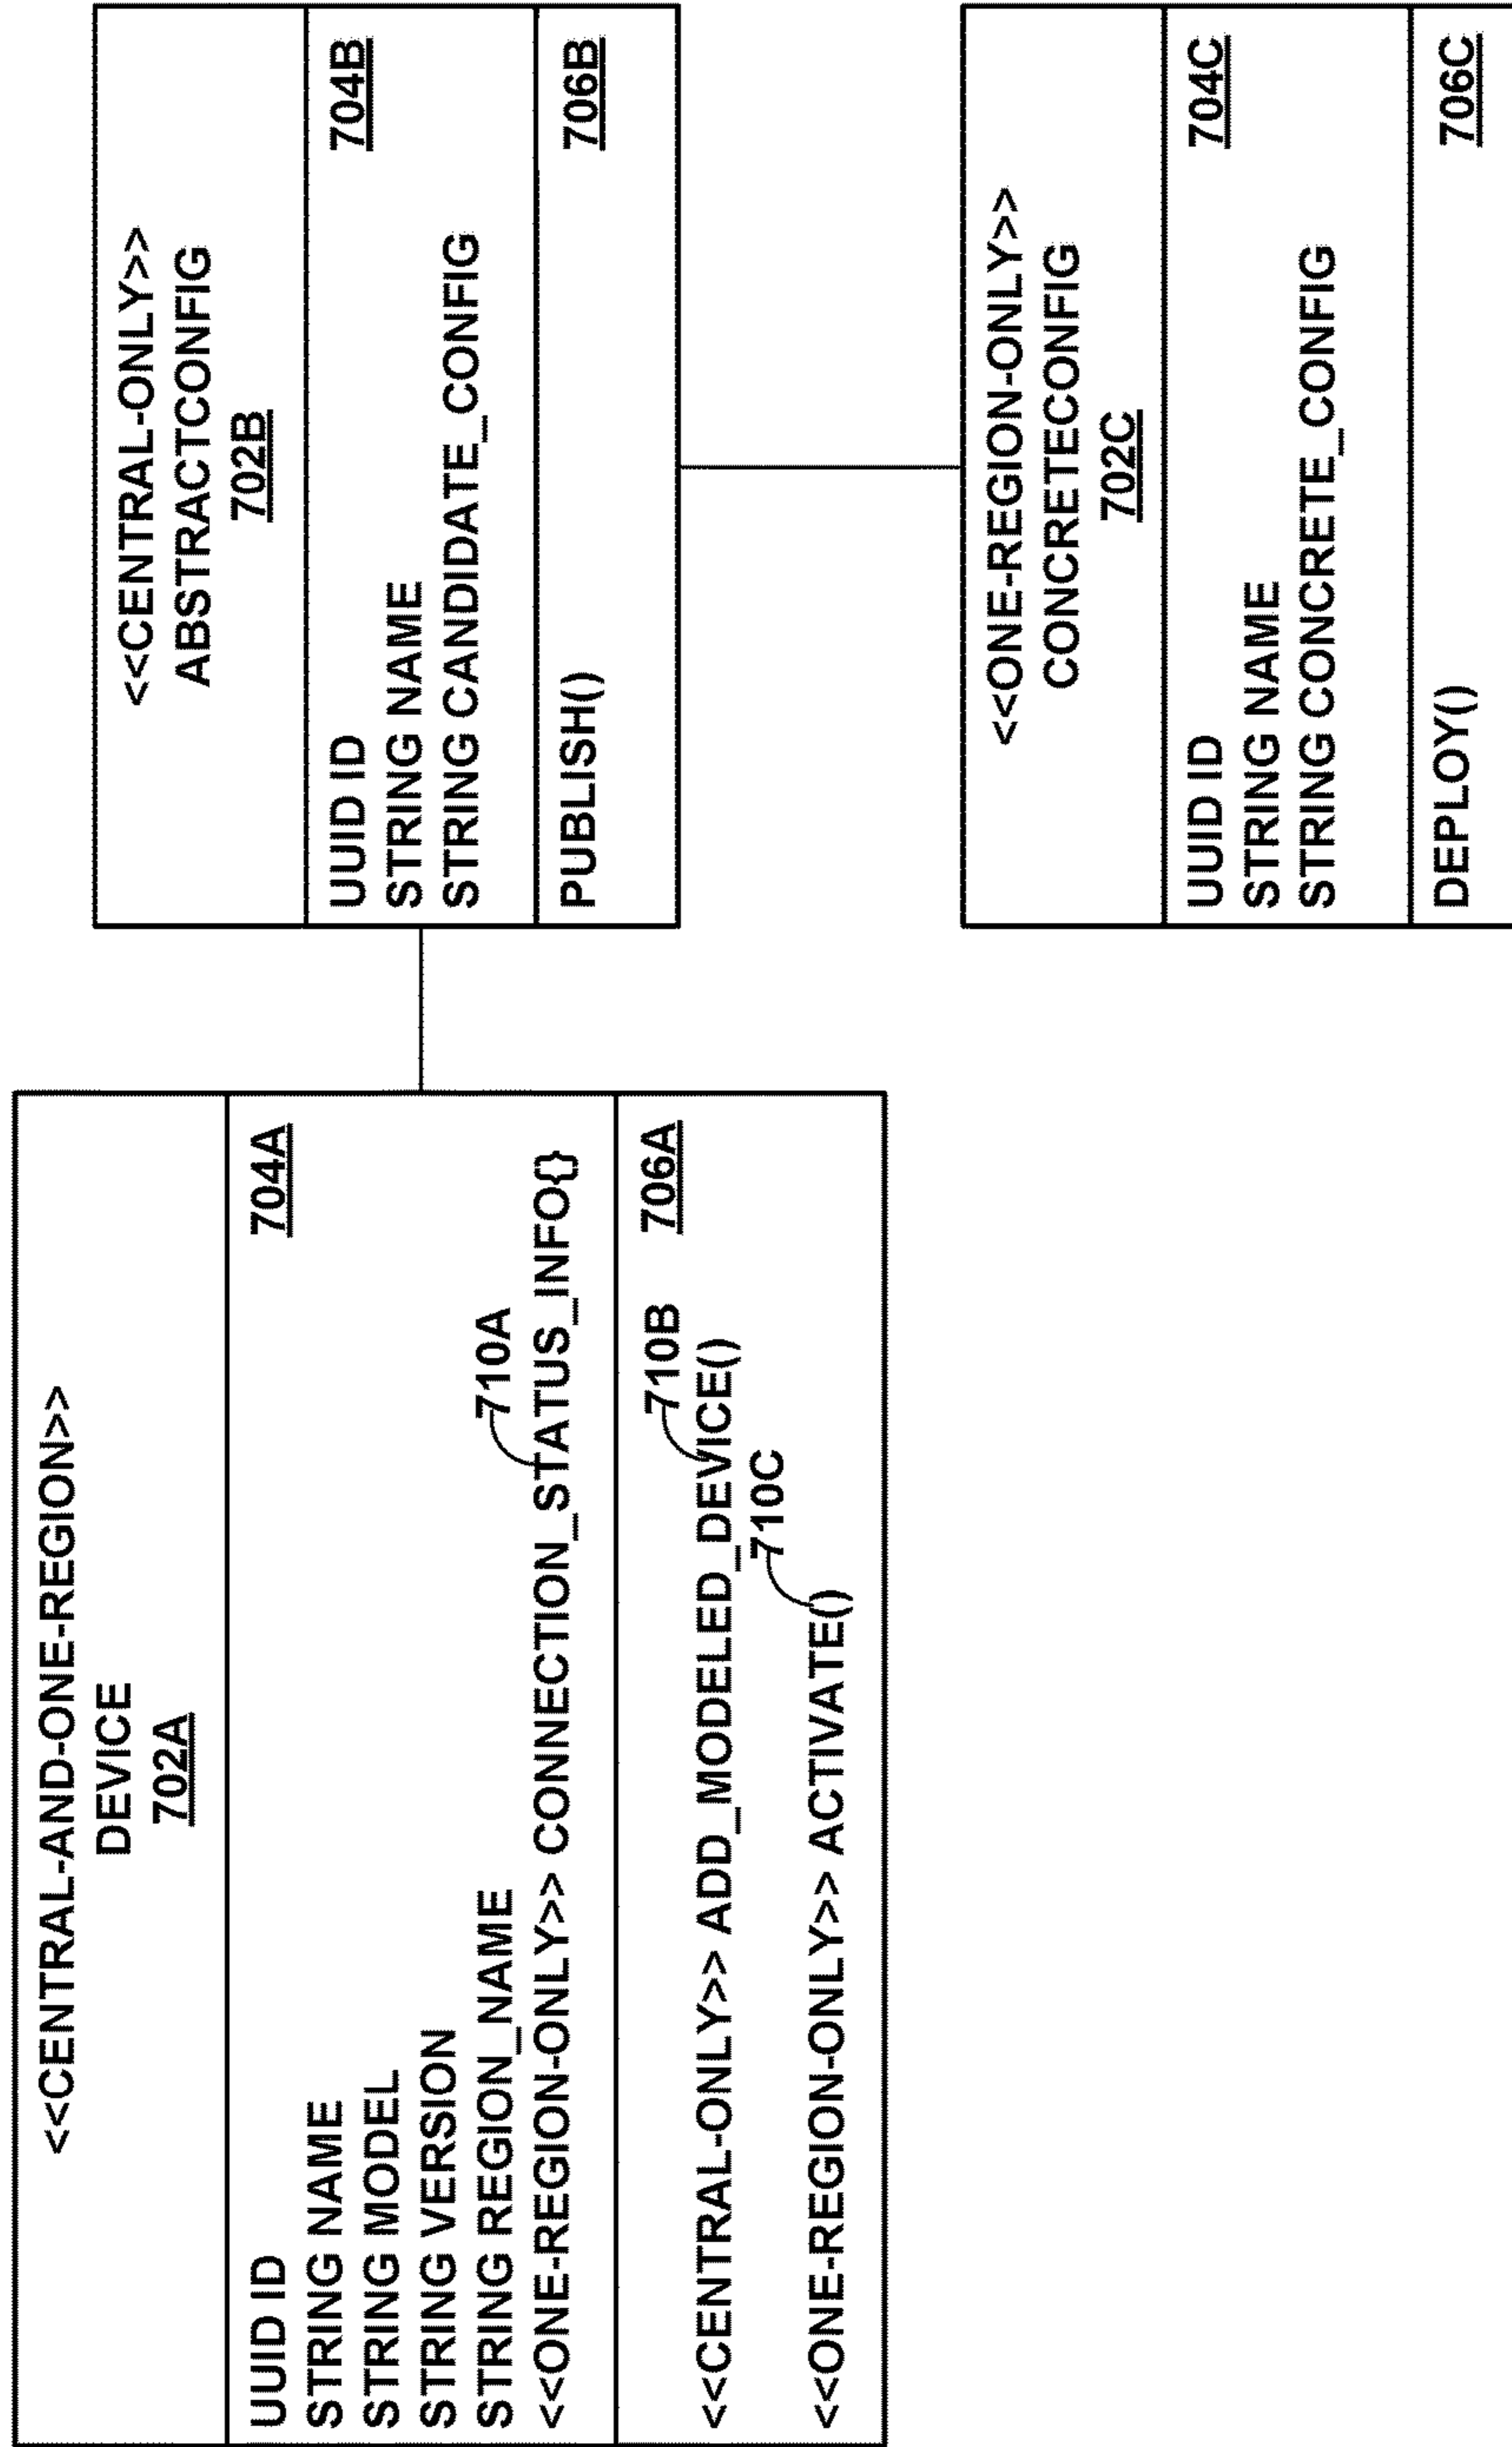 <<CENTRAL-AND-ONE-REGION>>
DEVICE
702A
UUID ID
704A
STRING NAME
STRING MODEL
STRING VERSION
STRING REGION_NAME
710A
<<ONE-REGION-ONLY>> CONNECTION_STATUS_INFO{}
706A
710B
<<CENTRAL-ONLY>> ADD_MODELED_DEVICE()
710C
<<ONE-REGION-ONLY>> ACTIVATE()
<<CENTRAL-ONLY>>
ABSTRACTCONFIG
702B
UUID ID
704B
STRING NAME
STRING CANDIDATE_CONFIG
PUBLISH()
706B
<<ONE-REGION-ONLY>>
CONCRETECONFIG
702C
UUID ID
704C
STRING NAME
STRING CONCRETE_CONFIG
DEPLOY()
706C